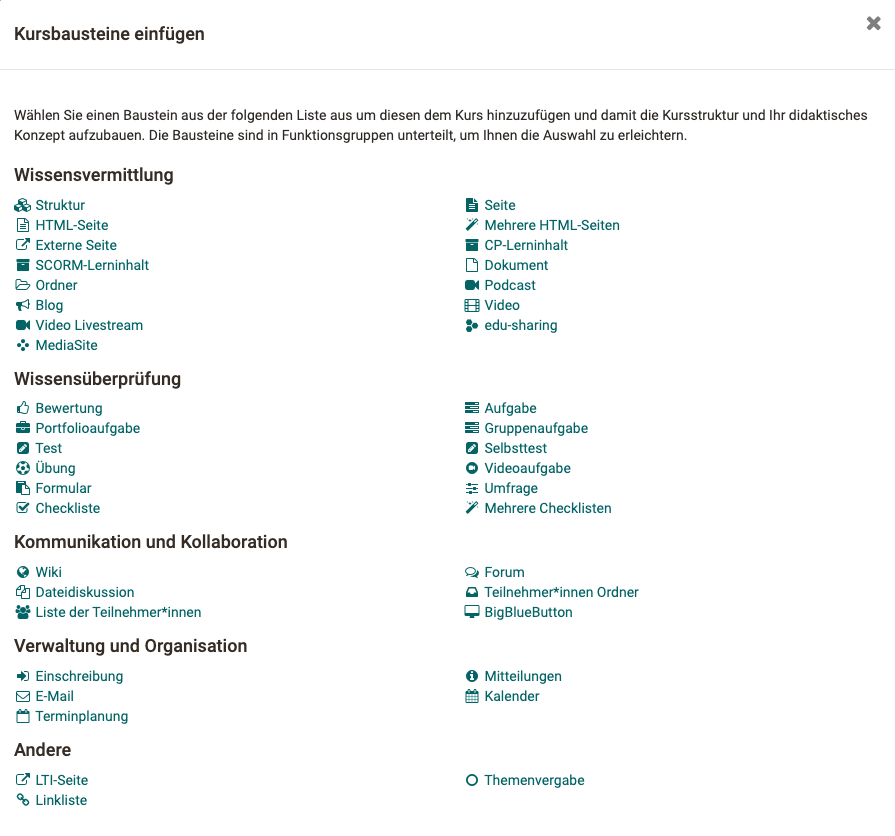 Kursbausteine einfügen
Wählen Sie einen Baustein aus der folgenden Liste aus um diesen dem Kurs hinzuzufügen und damit die Kursstruktur und Ihr didaktisches
Konzept aufzubauen. Die Bausteine sind in Funktionsgruppen unterteilt, um Ihnen die Auswahl zu erleichtern.
Wissensvermittlung
Struktur
Seite
HTML-Seite
Mehrere HTML-Seiten
Externe Seite
CP-Lerninhalt
SCORM-Lerninhalt
Dokument
Ordner
Podcast
Blog
Video
Video Livestream
edu-sharing
MediaSite
Wissensüberprüfung
Bewertung
Aufgabe
Portfolioaufgabe
Gruppenaufgabe
Test
Selbsttest
Übung
Videoaufgabe
Formular
Umfrage
Checkliste
Mehrere Checklisten
Kommunikation und Kollaboration
Wiki
Forum
Dateidiskussion
Teilnehmer*innen Ordner
Liste der Teilnehmer*innen
BigBlueButton
Verwaltung und Organisation
Einschreibung
Mitteilungen
E-Mail
Kalender
Terminplanung
Andere
LTI-Seite
Themenvergabe
Linkliste